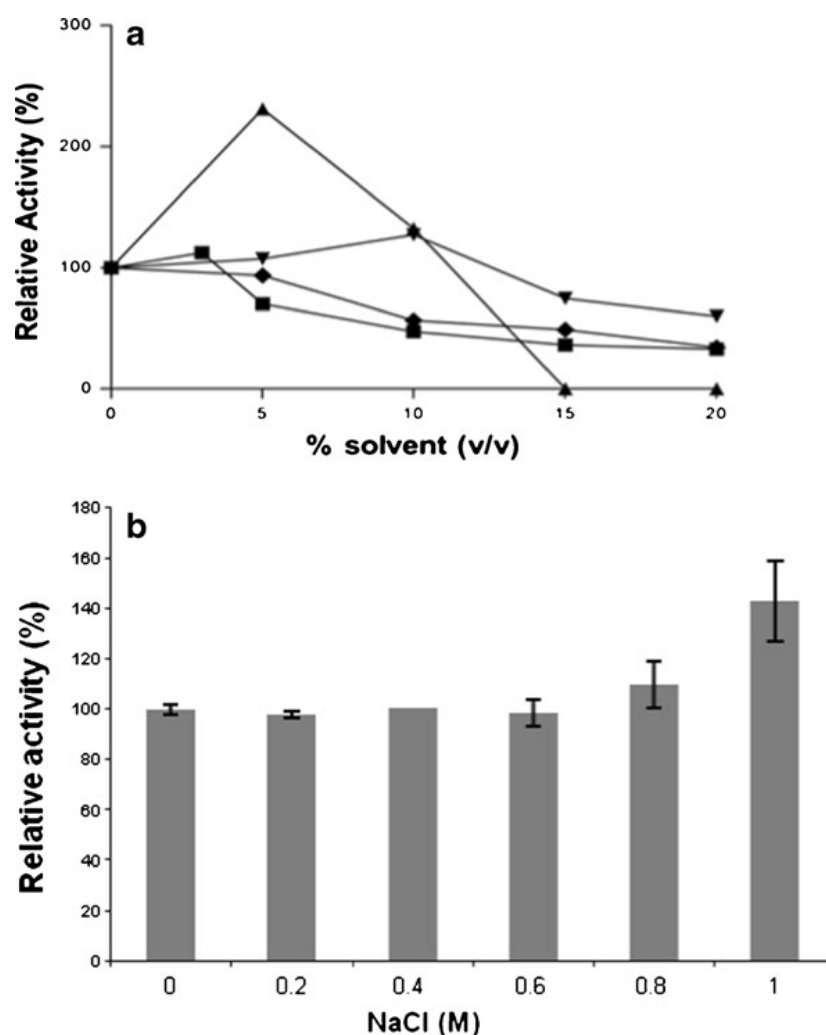 a
Relative Activity (%)
300
200
100
0
0 5 10 15 20
% solvent (v/v)
b
Relative activity (%)
180
160
140
120
100
80
60
40
20
0
0 0.2 0.4 0.6 0.8 1
NaCl (M)